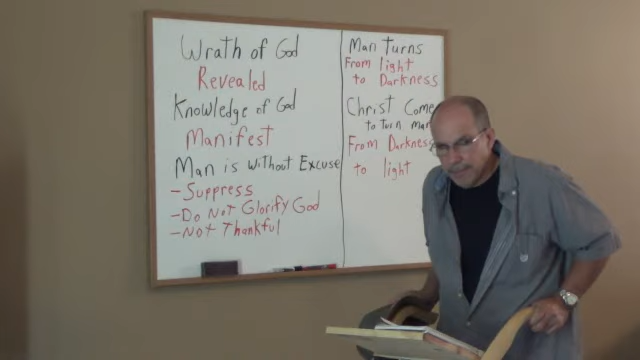 Wrath of God
Revealed
Knowledge of God
Manifest
Man is Without Excuse
- Suppress
- Do Not Glorify God
- Not Thankful
Man Turns
From light
to Darkness
Christ Come
to Turn man
From Darkness
to light